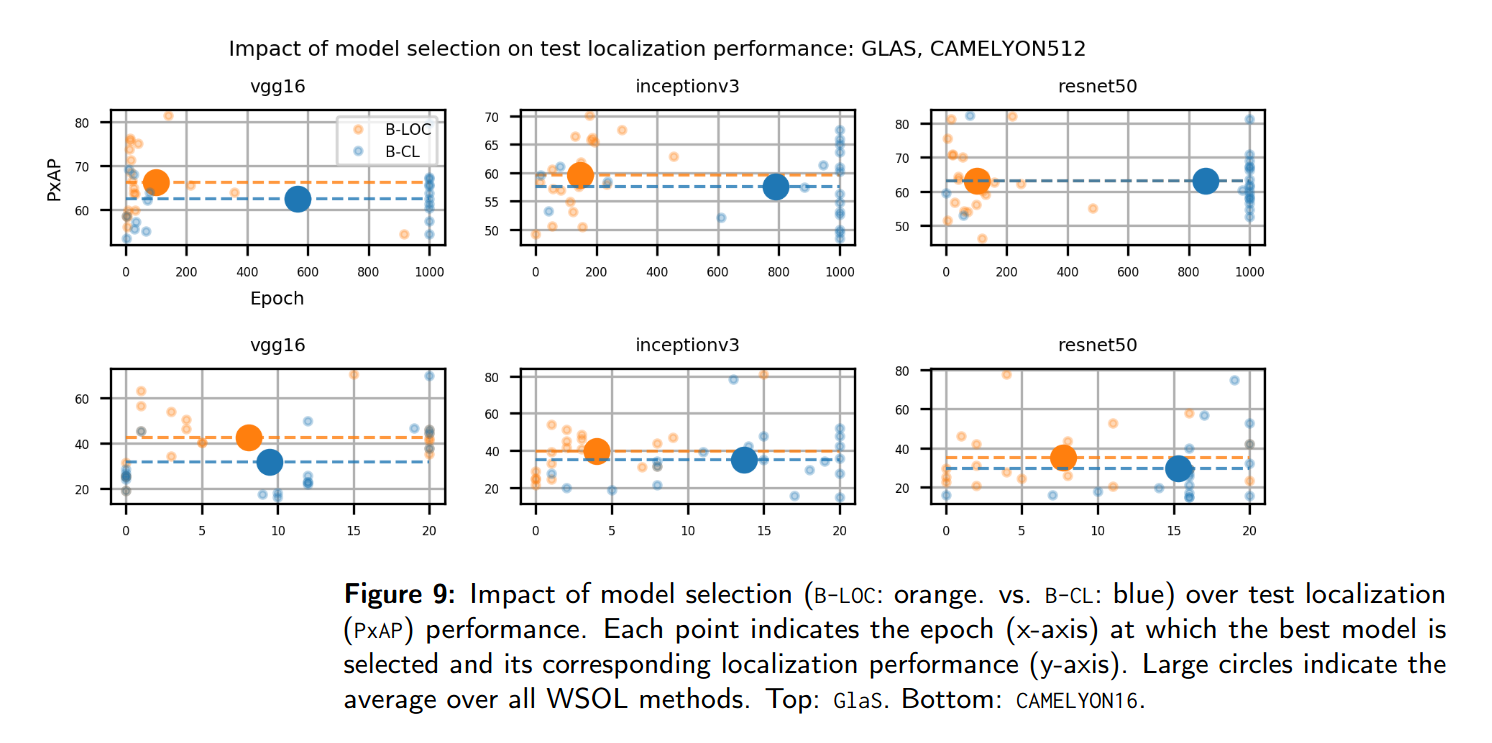 Impact of model selection on test localization performance: GLAS, CAMELYON512
vgg16
inceptionv3
resnet50
PxAP
80
70
60
B-LOC
B-CL
0 200 400 600 800 1000
Epoch
70
65
60
55
50
0 200 400 600 800 1000
80
70
60
50
0 200 400 600 800 1000
vgg16
inceptionv3
resnet50
60
40
20
0 5 10 15 20
80
60
40
20
0 5 10 15 20
80
60
40
20
0 5 10 15 20
Figure 9: Impact of model selection (B-LOC: orange. vs. B-CL: blue) over test localization
(PxAP) performance. Each point indicates the epoch (x-axis) at which the best model is
selected and its corresponding localization performance (y-axis). Large circles indicate the
average over all WSOL methods. Top: GlaS. Bottom: CAMELYON16.